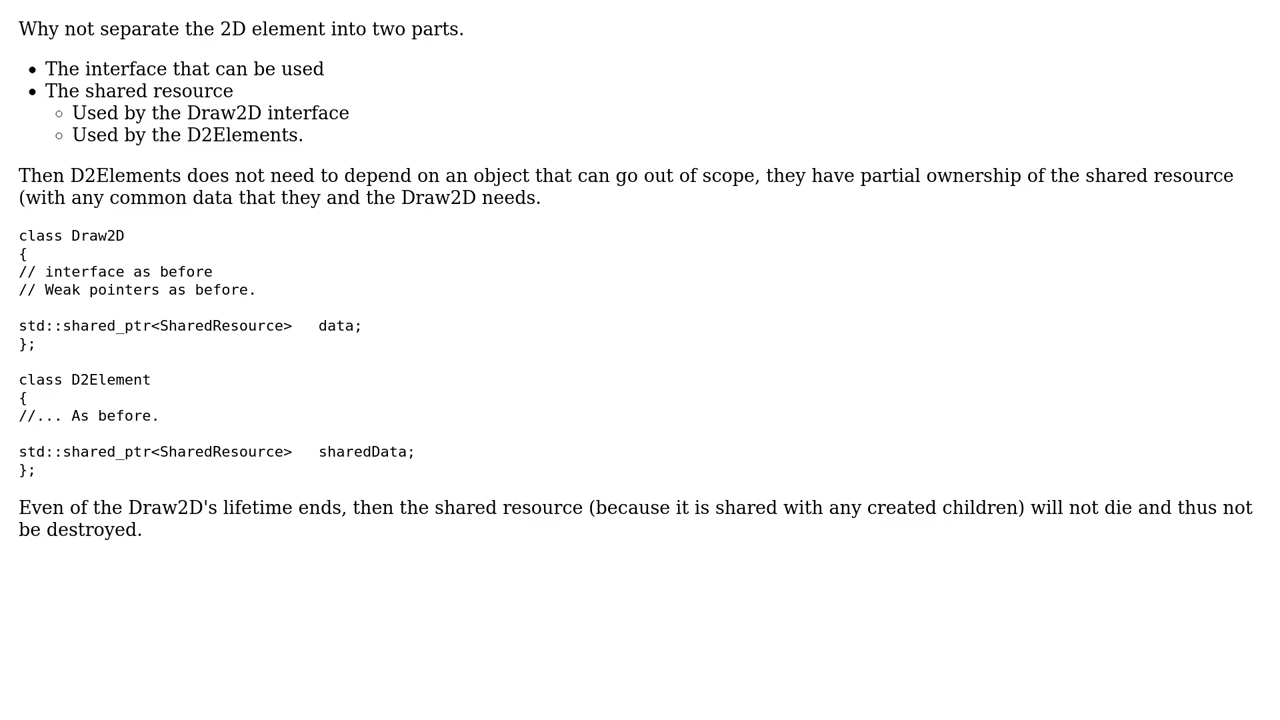 Why not separate the 2D element into two parts.
• The interface that can be used
• The shared resource
◦ Used by the Draw2D interface
◦ Used by the D2Elements.
Then D2Elements does not need to depend on an object that can go out of scope, they have partial ownership of the shared resource
(with any common data that they and the Draw2D needs.
class Draw2D
{
// interface as before
// Weak pointers as before.
std::shared_ptr<SharedResource>   data;
};
class D2Element
{
//... As before.
std::shared_ptr<SharedResource>   sharedData;
};
Even of the Draw2D's lifetime ends, then the shared resource (because it is shared with any created children) will not die and thus not
be destroyed.